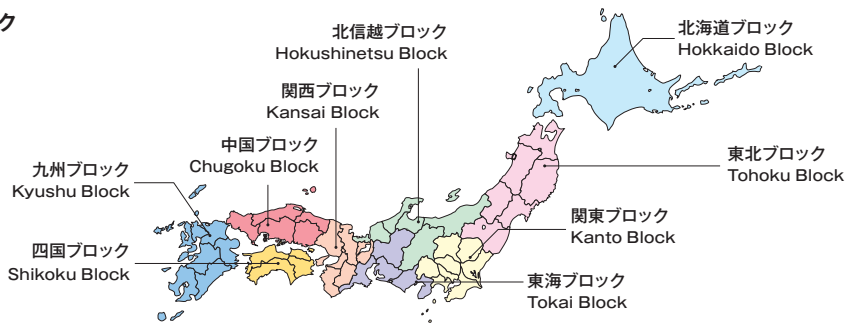 ク
北海道ブロック
Hokkaido Block
北信越ブロック
Hokushinetsu Block
関西ブロック
Kansai Block
中国ブロック
Chugoku Block
東北ブロック
Tohoku Block
九州ブロック
Kyushu Block
関東ブロック
Kanto Block
四国ブロック
Shikoku Block
東海ブロック
Tokai Block